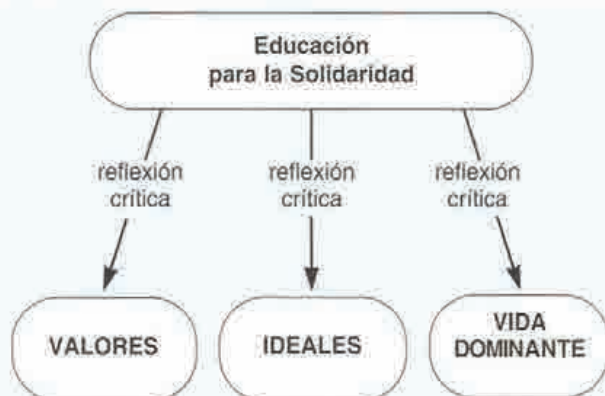 Educación
para la Solidaridad
reflexión
crítica
reflexión
crítica
reflexión
crítica
VALORES
IDEALES
VIDA
DOMINANTE